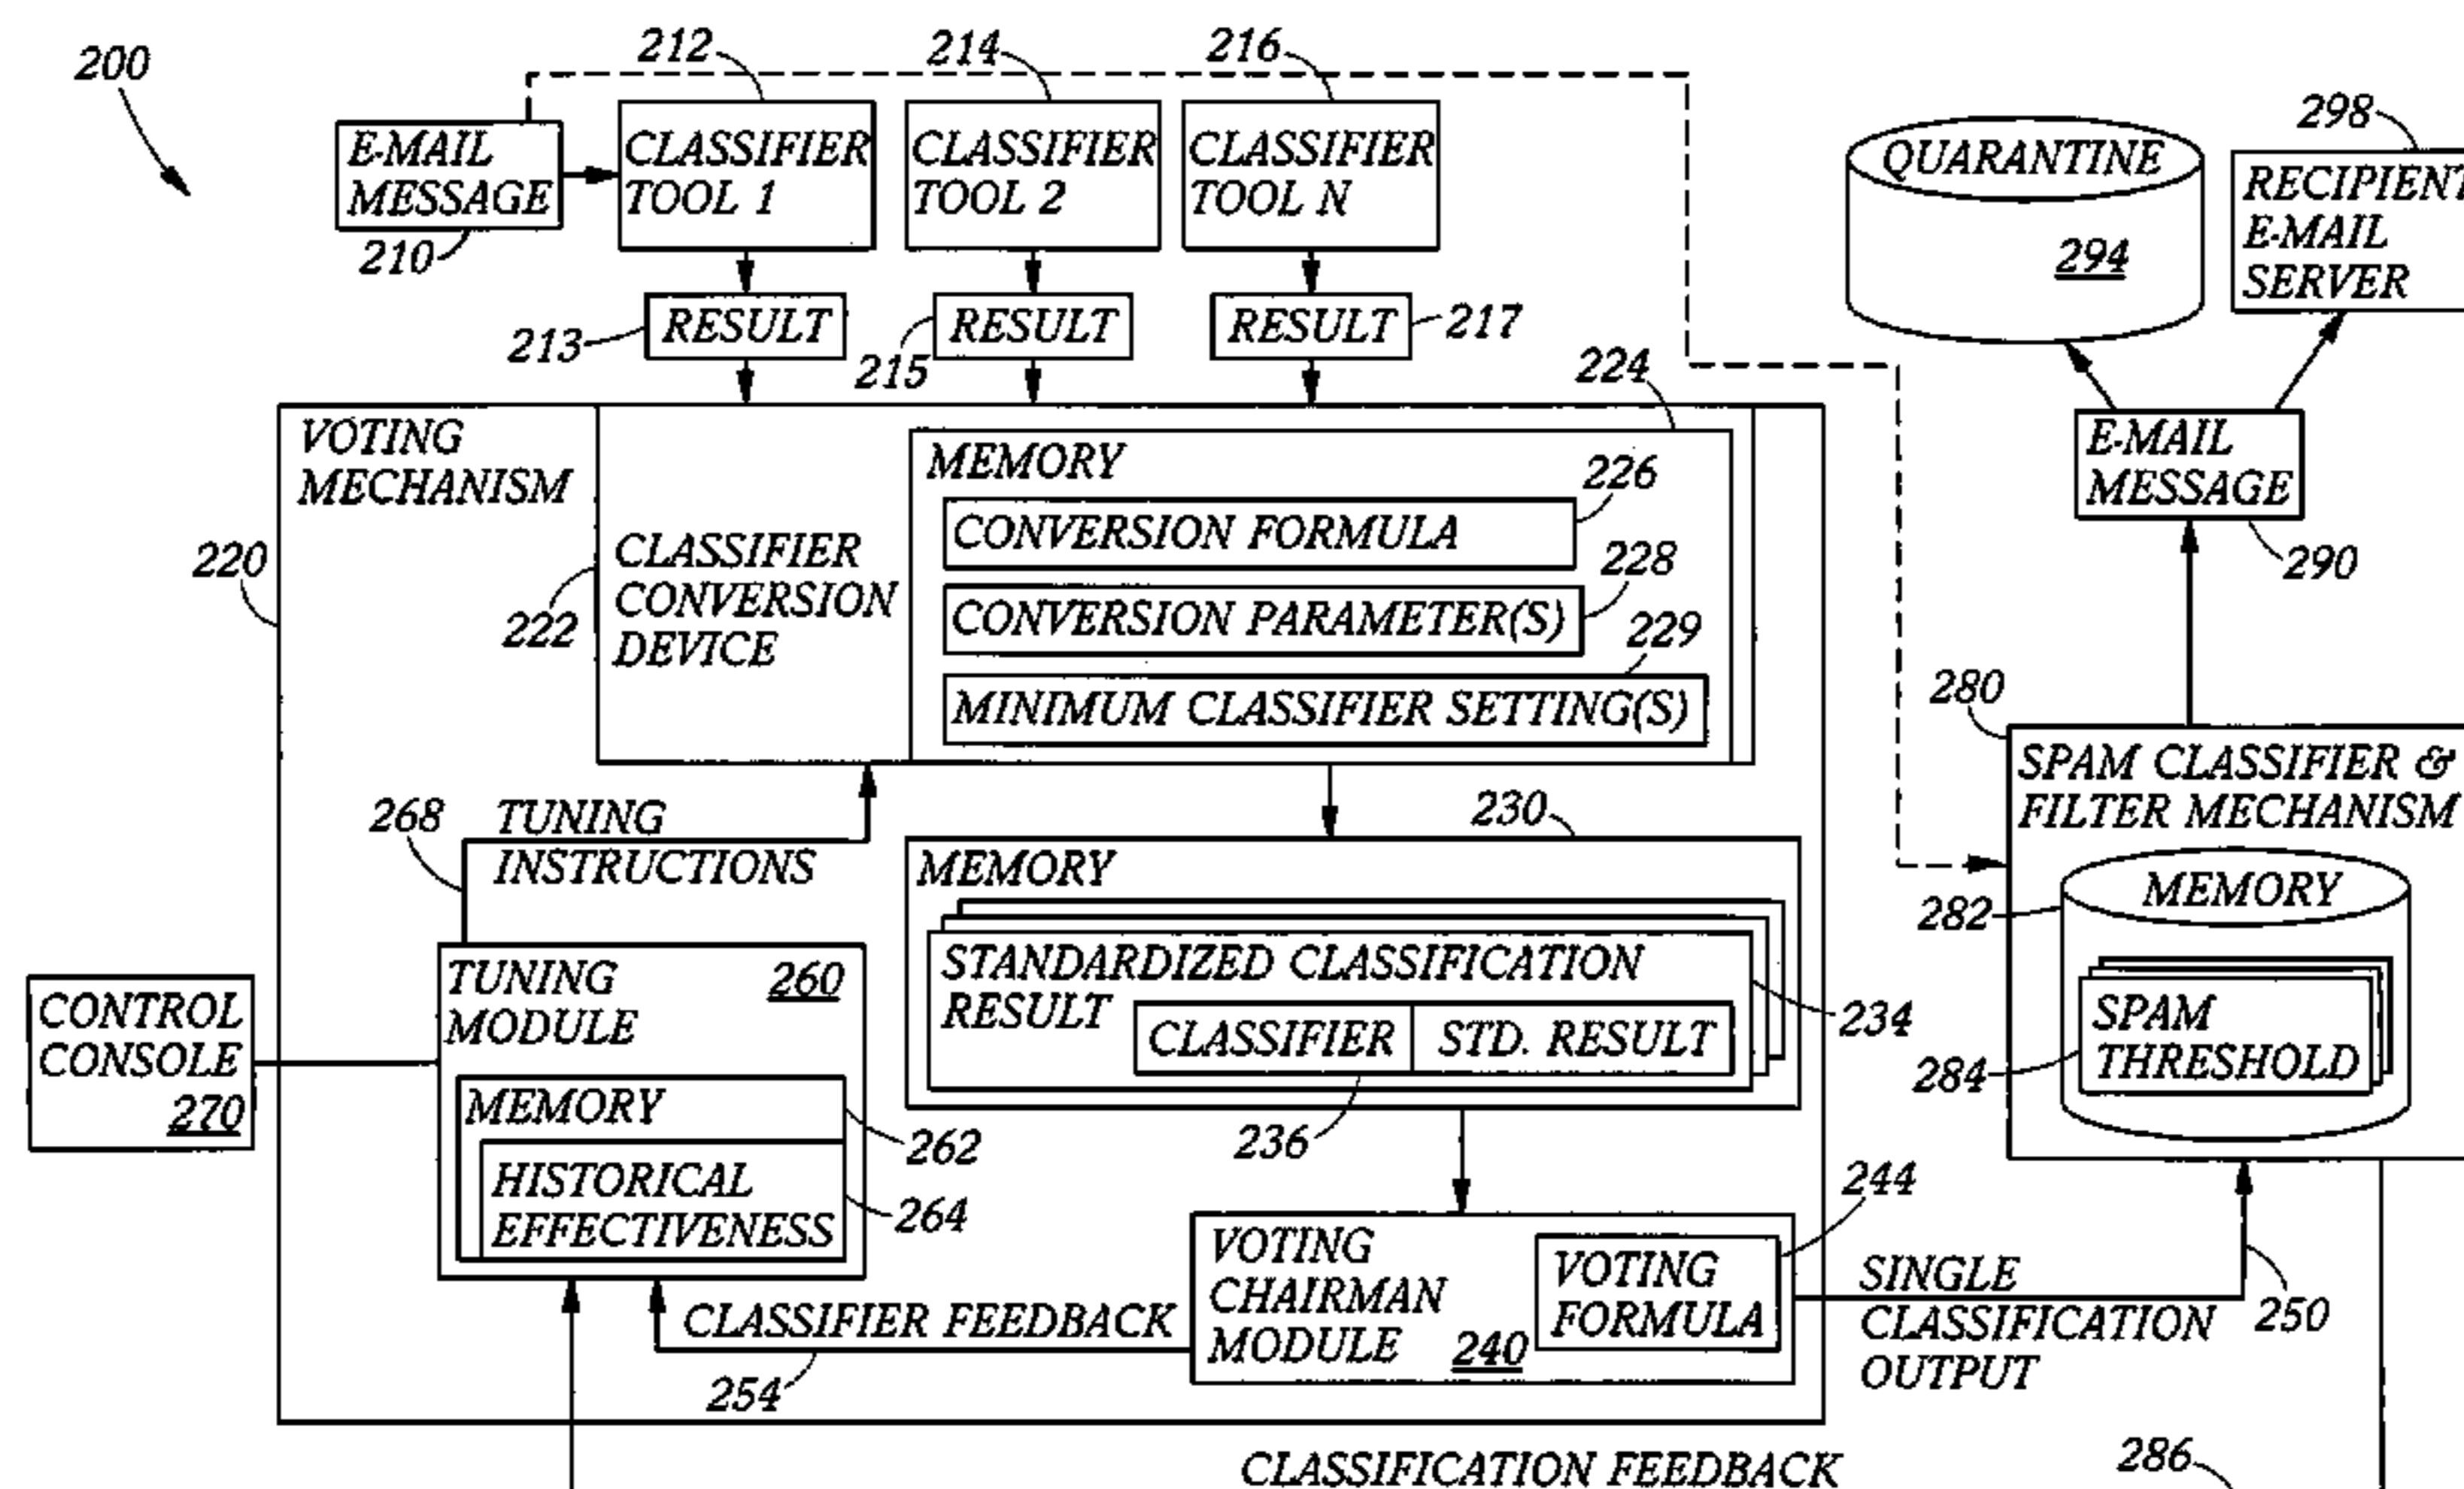 200
212
214
216
E-MAIL
MESSAGE
210
CLASSIFIER
TOOL 1
CLASSIFIER
TOOL 2
CLASSIFIER
TOOL N
QUARANTINE
294
298
RECIPIENT
E-MAIL
SERVER
213
RESULT
215
RESULT
RESULT
217
224
E-MAIL
MESSAGE
290
220
VOTING
MECHANISM
222
CLASSIFIER
CONVERSION
DEVICE
MEMORY
226
CONVERSION FORMULA
228
CONVERSION PARAMETER(S)
229
MINIMUM CLASSIFIER SETTING(S)
280
SPAM CLASSIFIER &
FILTER MECHANISM
282
MEMORY
284
SPAM
THRESHOLD
268
TUNING
INSTRUCTIONS
230
MEMORY
STANDARDIZED CLASSIFICATION
RESULT
CLASSIFIER
STD. RESULT
234
236
CONTROL
CONSOLE
270
TUNING
MODULE
260
MEMORY
262
HISTORICAL
EFFECTIVENESS
264
VOTING
CHAIRMAN
MODULE
240
VOTING
FORMULA
244
SINGLE
CLASSIFICATION
OUTPUT
250
CLASSIFIER FEEDBACK
254
CLASSIFICATION FEEDBACK
286